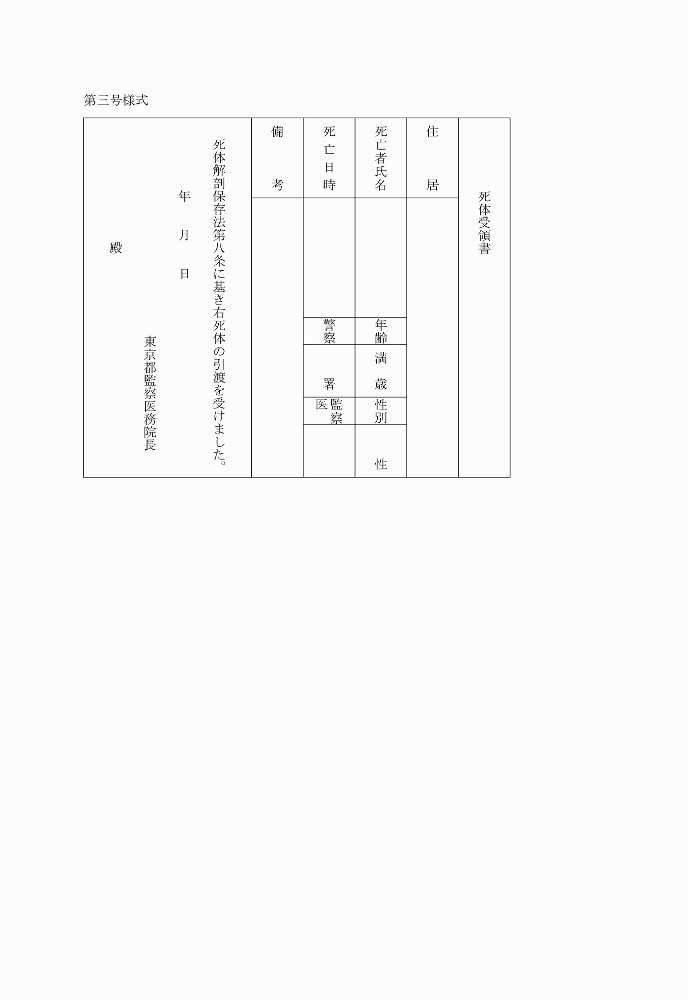 第三号様式
死体受領書
住居
死亡者氏名
年齢
満 歳
性別
性
死亡日時
警察
署
監察
医
備考
死体解剖保存法第八条に基き右死体の引渡を受けました。
年 月 日
東京都監察医務院長
殿